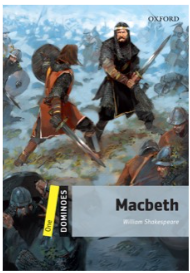 OXFORD
One
DOMINOES
Macbeth
William Shakespeare